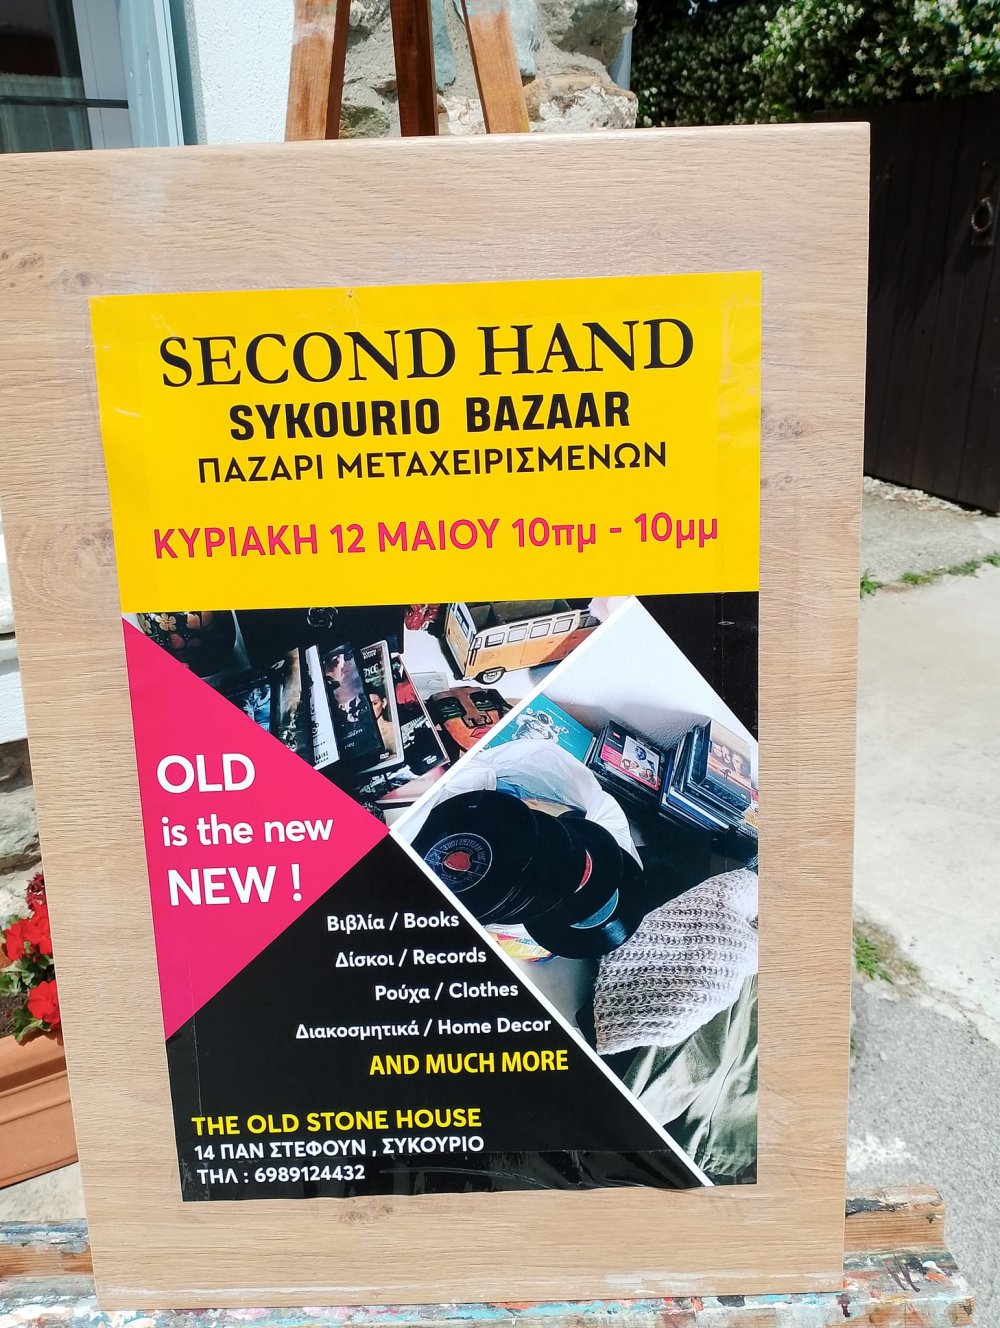 SECOND HAND
SYKOURIO BAZAAR
ΠΑΖΑΡΙ ΜΕΤΑΧΕΙΡΙΣΜΕΝΩΝ
ΚΥΡΙΑΚΗ 12 ΜΑΙΟΥ 10πμ - 10μμ
OLD
is the new
NEW !
Βιβλία / Books
Δίσκοι / Records
Ρούχα / Clothes
Διακοσμητικά / Home Decor
AND MUCH MORE
THE OLD STONE HOUSE
14 ΠΑΝ ΣΤΕΦΟΥΝ , ΣΥΚΟΥΡΙΟ
ΤΗΛ : 6989124432